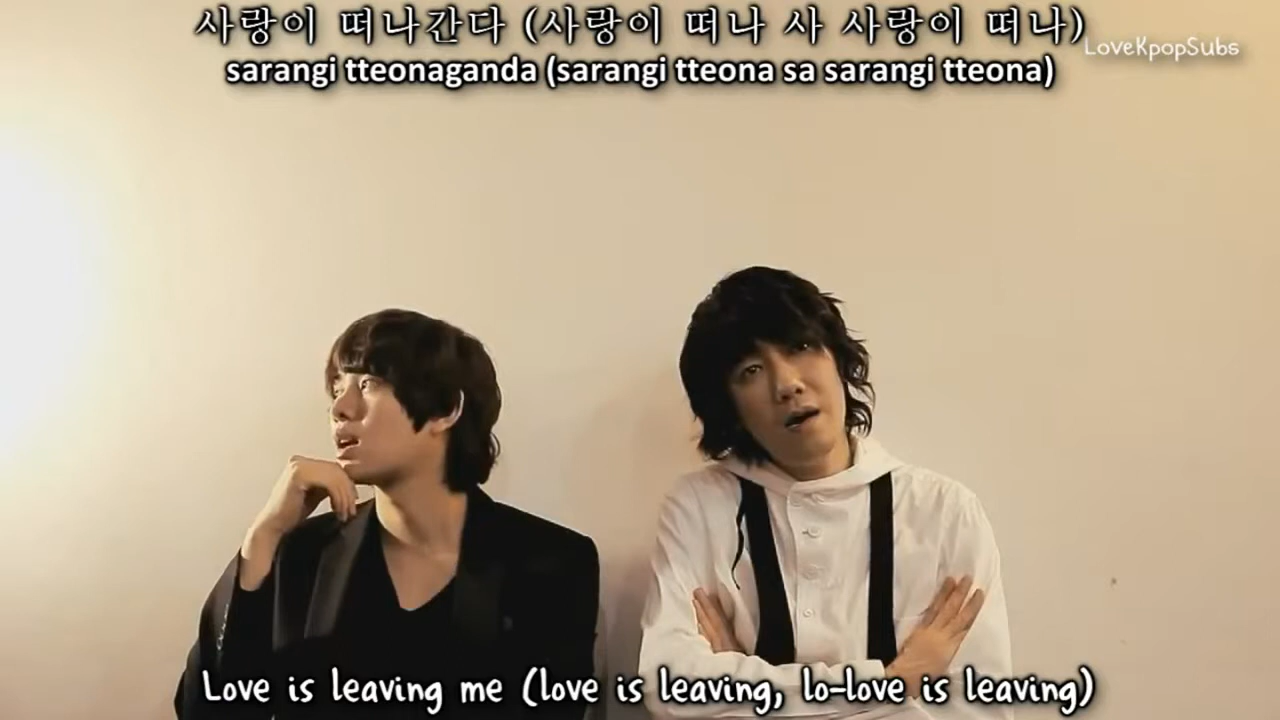 사랑이 떠나간다 (사랑이 떠나 사 사랑이 떠나)
LoveKpopSubs
sarangi tteonaganda (sarangi tteona sa sarangi tteona)
Love is leaving me (love is leaving, lo-love is leaving)